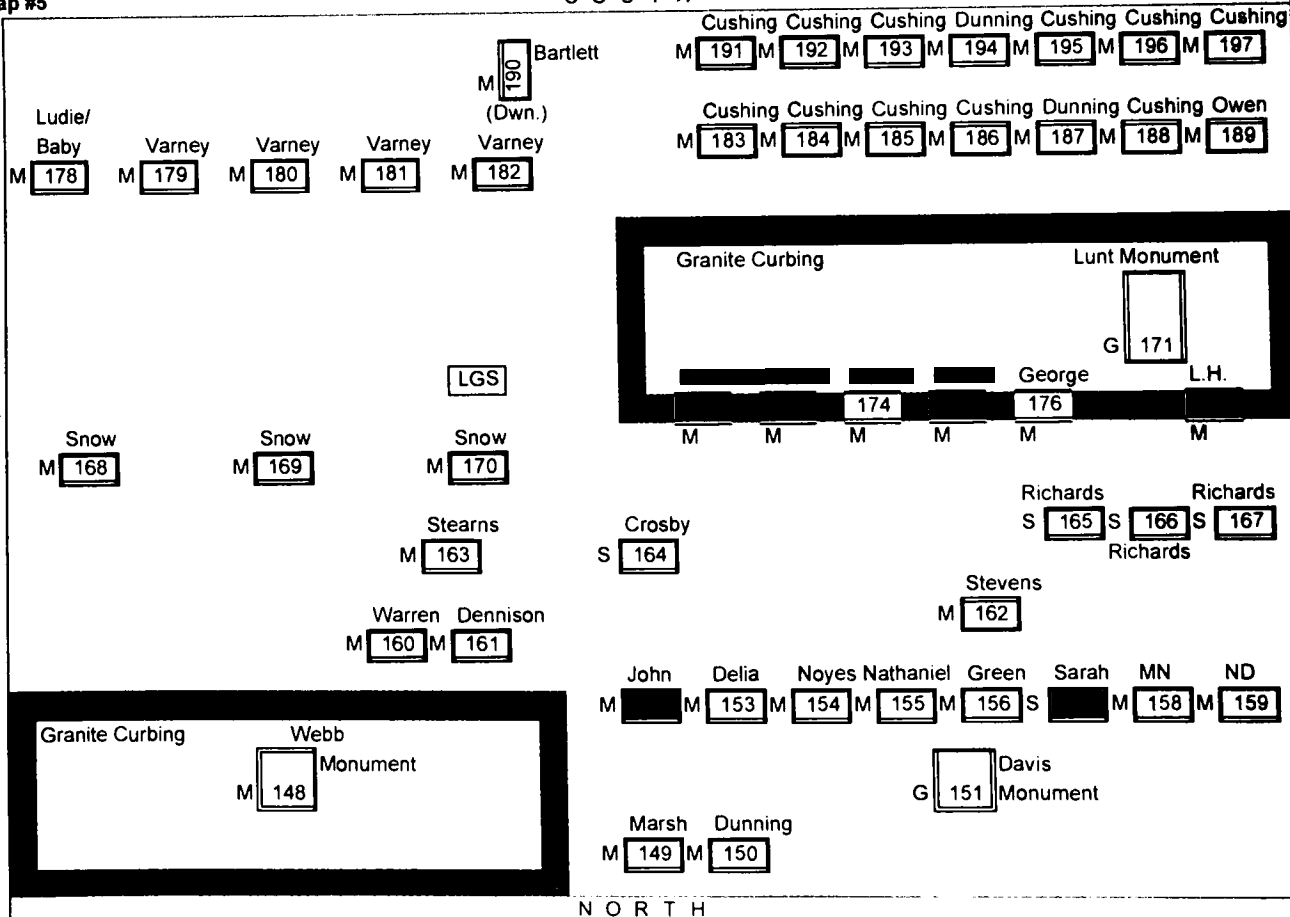 ap #5
Cushing Cushing Cushing Dunning Cushing Cushing Cushing
M 191 M 192 M 193 M 194 M 195 M 196 M 197
M 190 Bartlett
(Dwn.)
Cushing Cushing Cushing Cushing Dunning Cushing Owen
M 183 M 184 M 185 M 186 M 187 M 188 M 189
Ludie/
Baby Varney Varney Varney Varney
M 178 M 179 M 180 M 181 M 182
Granite Curbing Lunt Monument
G 171
LGS
George L.H.
174 176
M M M M M M
Snow Snow Snow
M 168 M 169 M 170
Richards Richards
S 165 S 166 S 167
Richards
Stearns Crosby
M 163 S 164
Stevens
M 162
Warren Dennison
M 160 M 161
John Delia Noyes Nathaniel Green Sarah MN ND
M M 153 M 154 M 155 M 156 S M 158 M 159
Granite Curbing Webb
Monument
M 148
Davis
G 151 Monument
Marsh Dunning
M 149 M 150
NORTH